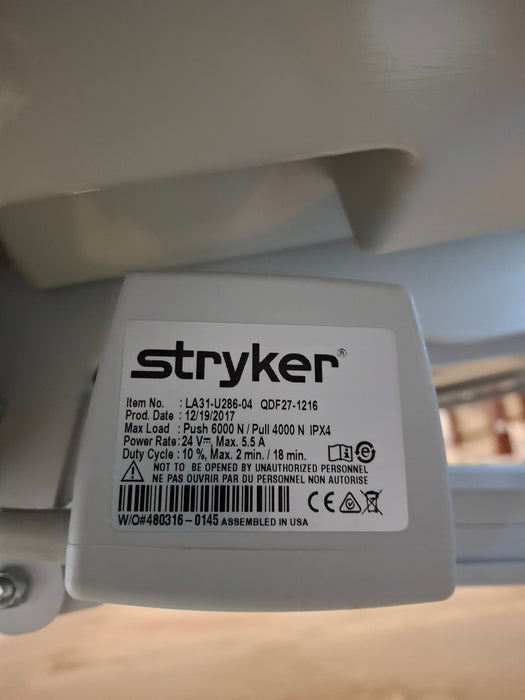 stryker®
Item No. : LA31-U286-04 QDF27-1216
Prod. Date : 12/19/2017
Max Load : Push 6000 N / Pull 4000 N IPX4
Power Rate: 24 V⎓, Max. 5.5 A
Duty Cycle : 10 %, Max. 2 min. / 18 min.
NOT TO BE OPENED BY UNAUTHORIZED PERSONNEL
NE PAS OUVRIR PAR DU PERSONNEL NON AUTORISE
CE
W/O#480316-0145 ASSEMBLED IN USA